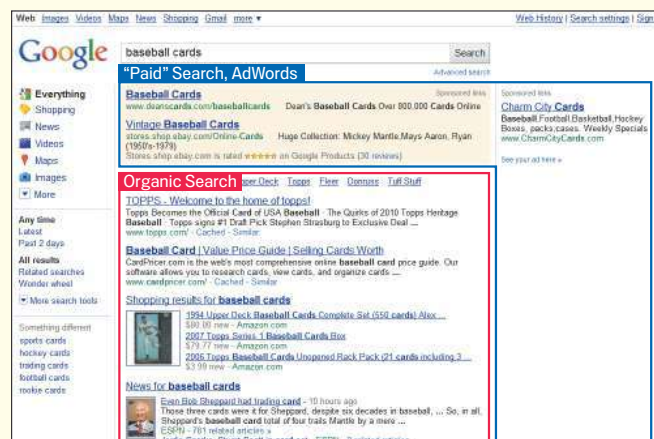 Web Images Videos Maps News Shopping Gmail more ▼
Web History | Search settings | Sign
Google
baseball cards
Search
Advanced search
"Paid" Search, AdWords
Everything
Shopping
News
Videos
Maps
Images
More
Any time
Latest
Past 2 days
All results
Related searches
Wonder wheel
More search tools
Something different
sports cards
hockey cards
trading cards
football cards
rookie cards
Baseball Cards
Sponsored links
www.deanscards.com/baseballcards Dean's Baseball Cards Over 800,000 Cards Online
Vintage Baseball Cards
stores.shop.ebay.com/Online-Cards Huge Collection: Mickey Mantle,Mays Aaron, Ryan
(1950's-1979)
Stores.shop.ebay.com is rated ★★★★★ on Google Products (30 reviews)
Sponsored links
Charm City Cards
Baseball,Football,Basketball,Hockey
Boxes, packs,cases. Weekly Specials
www.CharmCityCards.com
See your ad here »
Organic Search
per Deck Topps Fleer Donruss Tuff Stuff
TOPPS - Welcome to the home of topps!
Topps Becomes the Official Card of USA Baseball · The Quirks of 2010 Topps Heritage
Baseball · Topps signs #1 Draft Pick Stephen Strasburg to Exclusive Deal ...
www.topps.com/ - Cached - Similar
Baseball Card | Value Price Guide | Selling Cards Worth
CardPricer.com is the web's most comprehensive online baseball card price guide. Our
software allows you to research cards, view cards, and organize cards ...
www.cardpricer.com/ - Cached - Similar
Shopping results for baseball cards
1994 Upper Deck Baseball Cards Complete Set (550 cards) Alex ...
$80.00 new - Amazon.com
2007 Topps Series 1 Baseball Cards Box
$79.77 new - Amazon.com
2006 Topps Baseball Cards Unopened Rack Pack (21 cards including 3 ...
$3.99 new - Amazon.com
News for baseball cards
Even Bob Sheppard had trading card - 10 hours ago
Those three cards were it for Sheppard, despite six decades in baseball, ... So, in all,
Sheppard's baseball card total of four trails Mantle by a mere ...
ESPN - 781 related articles »